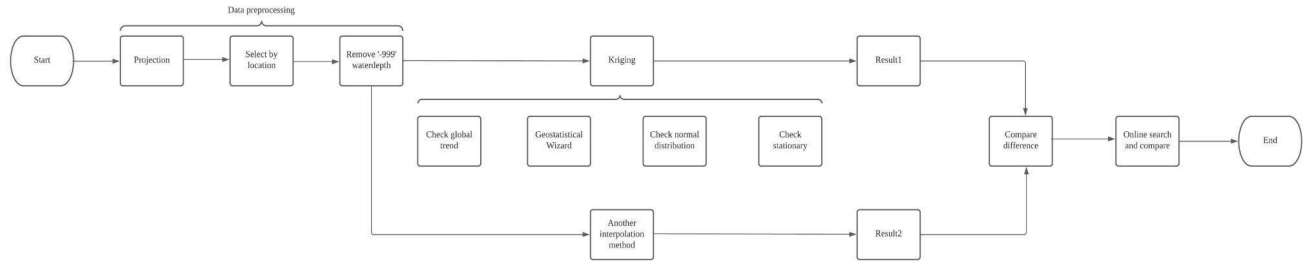 Data preprocessing
Start
Projection
Select by
location
Remove '-999'
waterdepth
Kriging
Result1
Check global
trend
Geostatistical
Wizard
Check normal
distribution
Check
stationary
Compare
difference
Online search
and compare
End
Another
interpolation
method
Result2